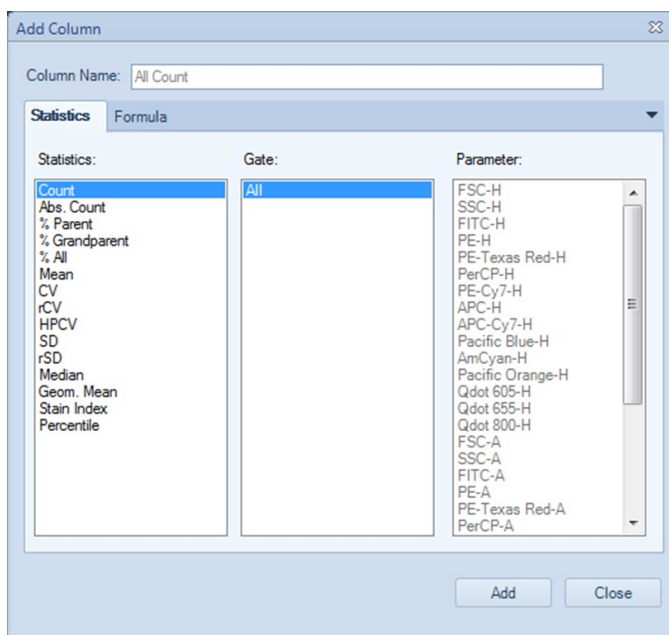 Add Column
Column Name: All Count
Statistics Formula
Statistics:
Count
Abs. Count
% Parent
% Grandparent
% All
Mean
CV
rCV
HPCV
SD
rSD
Median
Geom. Mean
Stain Index
Percentile
Gate:
All
Parameter:
FSC-H
SSC-H
FITC-H
PE-H
PE-Texas Red-H
PerCP-H
PE-Cy7-H
APC-H
APC-Cy7-H
Pacific Blue-H
AmCyan-H
Pacific Orange-H
Qdot 605-H
Qdot 655-H
Qdot 800-H
FSC-A
SSC-A
FITC-A
PE-A
PE-Texas Red-A
PerCP-A
Add Close